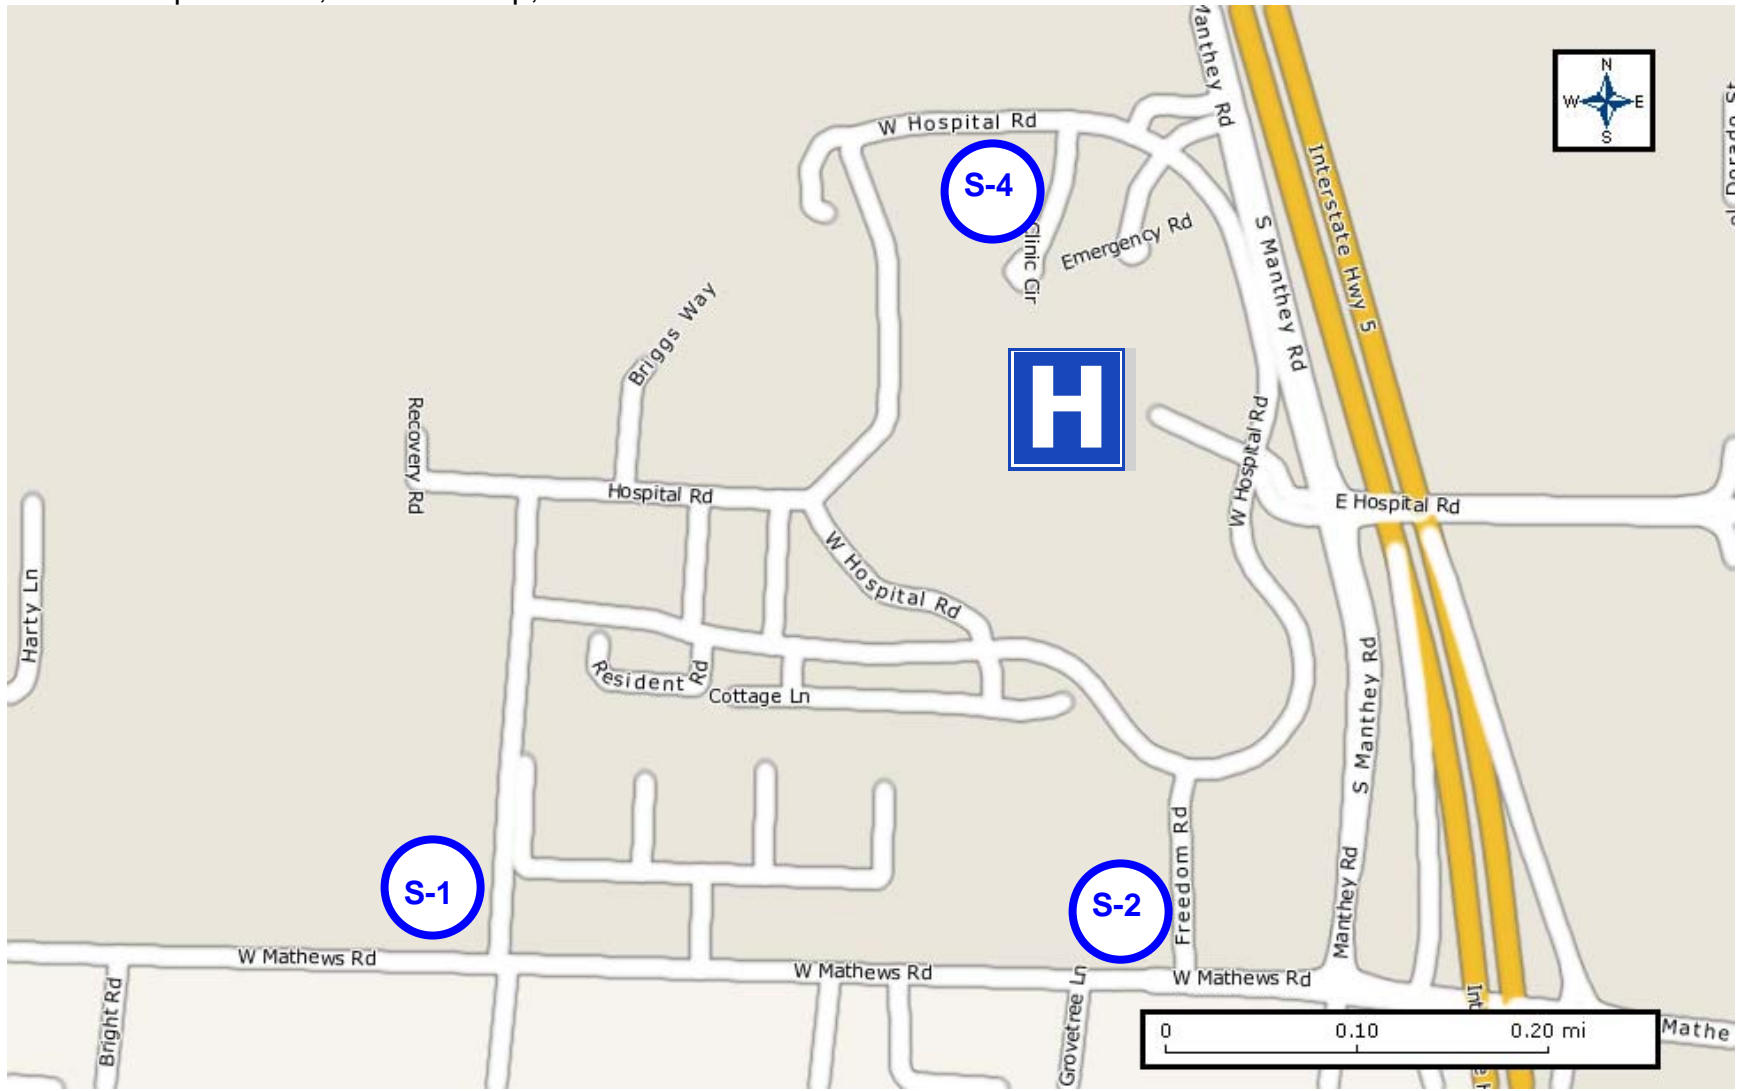 Manthey Rd
N
W E
S
W Hospital Rd
S-4
Interstate Hwy 5
Clinic Cir
Emergency Rd
S Manthey Rd
Briggs Way
H
Recovery Rd
W Hospital Rd
Hospital Rd
E Hospital Rd
W Hospital Rd
Harty Ln
Resident Rd
Cottage Ln
S Manthey Rd
Freedom Rd
Manthey Rd
S-1
S-2
W Mathews Rd
W Mathews Rd
W Mathews Rd
Bright Rd
Grovetree Ln
Int
0 0.10 0.20 mi
Mathe